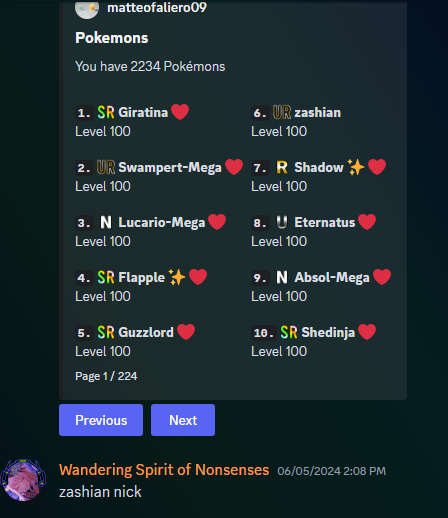 matteofaliero09
Pokemons
You have 2234 Pokémons
1. SR Giratina
Level 100
2. UR Swampert-Mega
Level 100
3. N Lucario-Mega
Level 100
4. SR Flapple
Level 100
5. SR Guzzlord
Level 100
6. UR zashian
Level 100
7. R Shadow
Level 100
8. U Eternatus
Level 100
9. N Absol-Mega
Level 100
10. SR Shedinja
Level 100
Page 1 / 224
Previous
Next
Wandering Spirit of Nonsenses 06/05/2024 2:08 PM
zashian nick